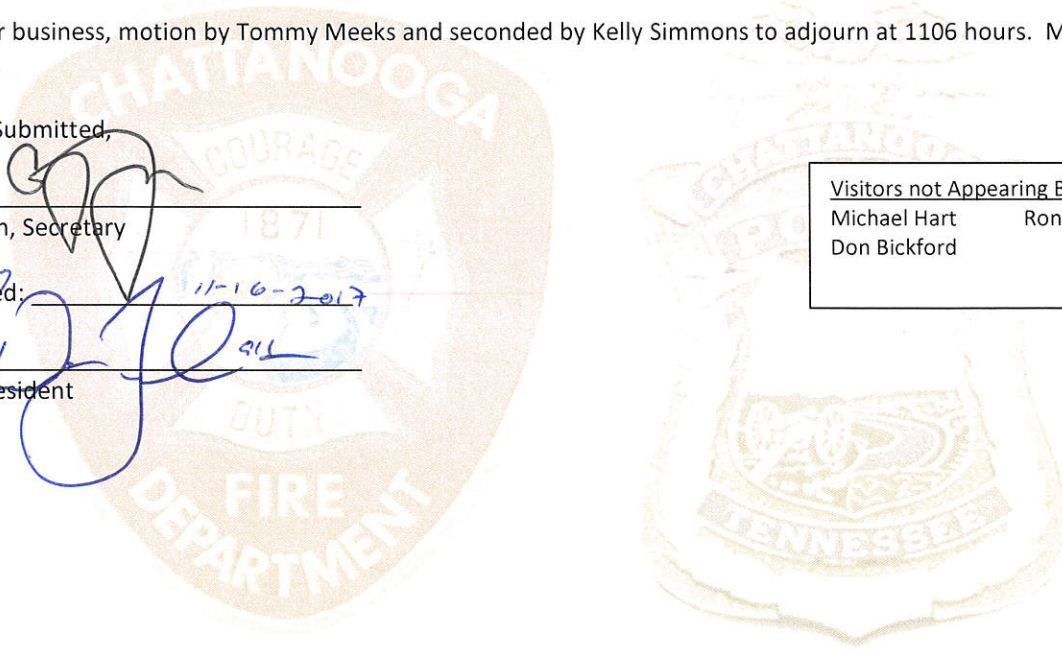 r business, motion by Tommy Meeks and seconded by Kelly Simmons to adjourn at 1106 hours. M
CHATTANOOGA
Submitted,
COURAGE
1871
n, Secretary
ed: 11-16-2017
esident
DUTY
FIRE
DEPARTMENT
CHATTANOOGA
Visitors not Appearing B
Michael Hart Ron
Don Bickford
TENNESSEE